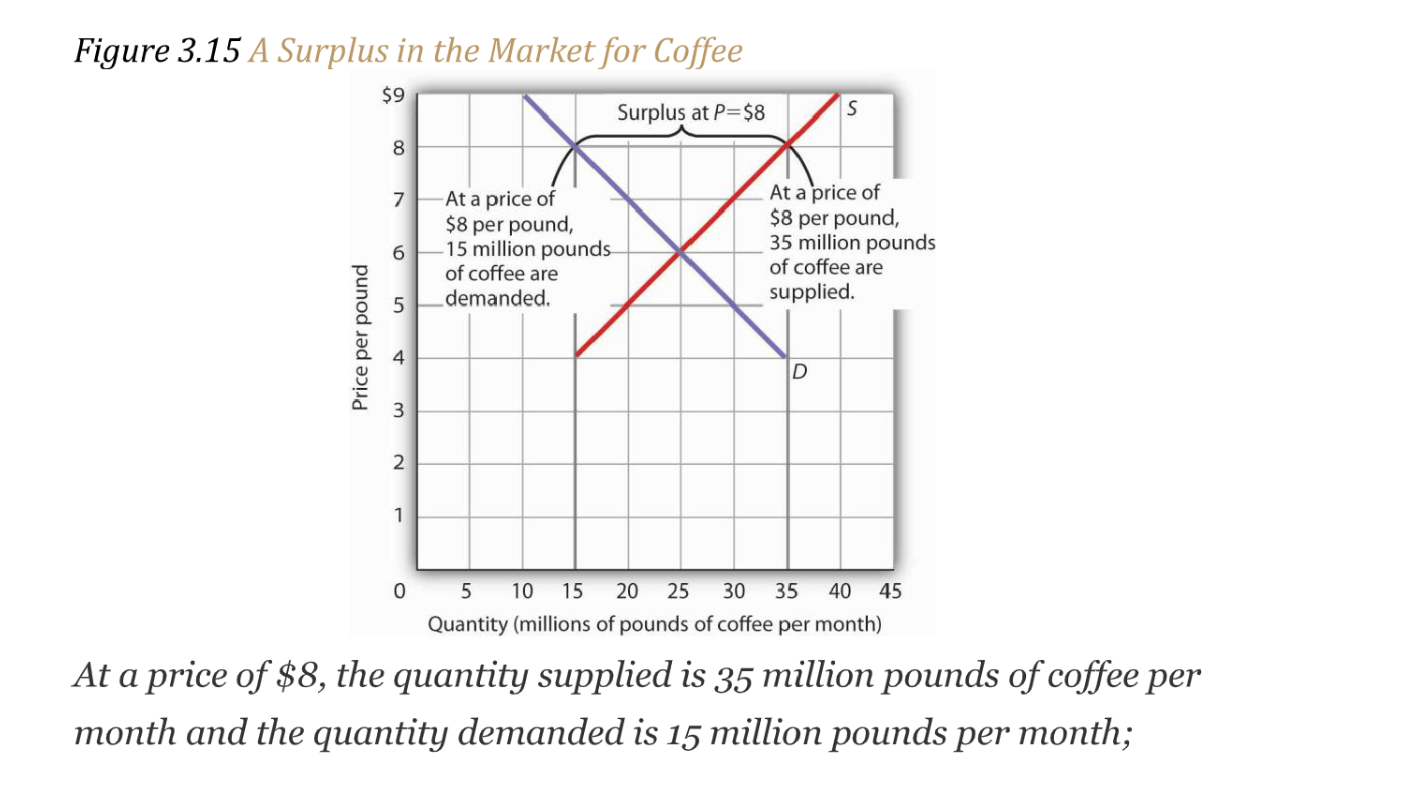 Figure 3.15 A Surplus in the Market for Coffee
$9
Surplus at P=$8
S
8
7
At a price of
$8 per pound,
15 million pounds
of coffee are
demanded.
At a price of
$8 per pound,
35 million pounds
of coffee are
supplied.
6
5
Price per pound
4
D
3
2
1
0 5 10 15 20 25 30 35 40 45
Quantity (millions of pounds of coffee per month)
At a price of $8, the quantity supplied is 35 million pounds of coffee per
month and the quantity demanded is 15 million pounds per month;